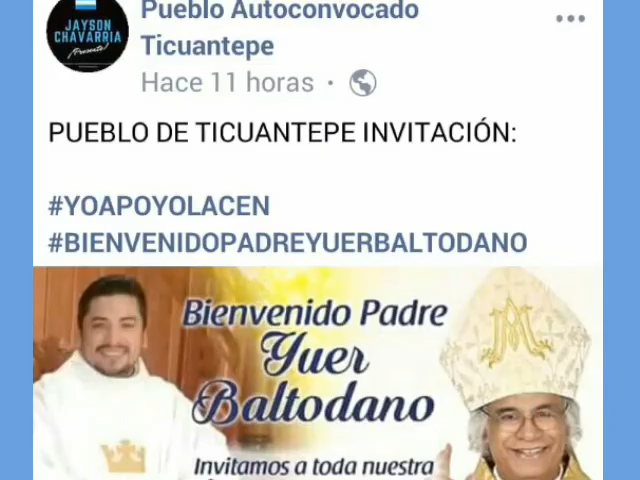 JAYSON
CHAVARRIA
¡Presente!
Pueblo Autoconvocado
Ticuantepe
Hace 11 horas ·
PUEBLO DE TICUANTEPE INVITACIÓN:
#YOAPOYOLACEN
#BIENVENIDOPADREYUERBALTODANO
Bienvenido Padre
Yuer
Baltodano
Invitamos a toda nuestra